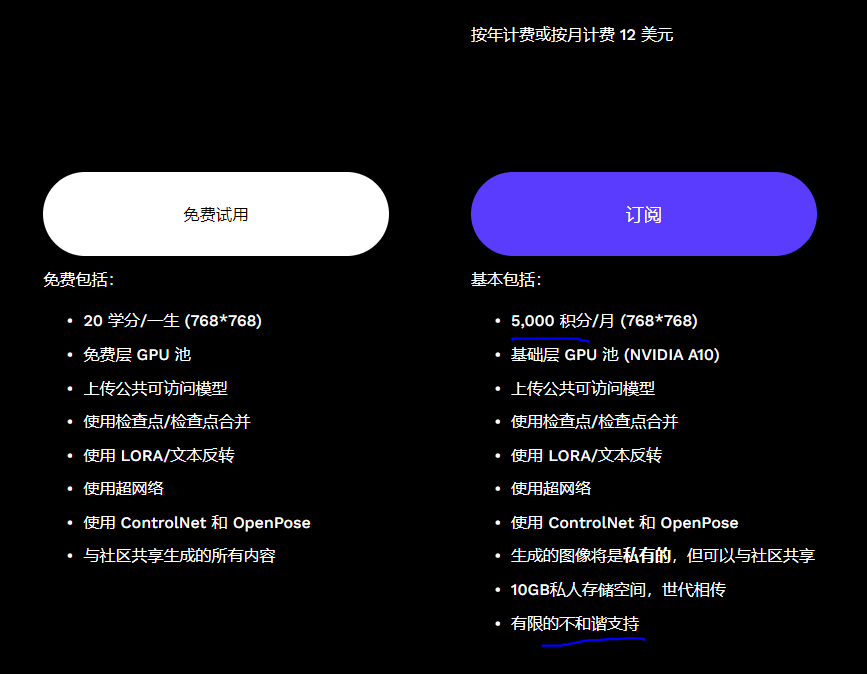 按年计费或按月计费 12 美元
免费试用
免费包括：
• 20 学分/一生 (768*768)
• 免费层 GPU 池
• 上传公共可访问模型
• 使用检查点/检查点合并
• 使用 LORA/文本反转
• 使用超网络
• 使用 ControlNet 和 OpenPose
• 与社区共享生成的所有内容
订阅
基本包括：
• 5,000 积分/月 (768*768)
• 基础层 GPU 池 (NVIDIA A10)
• 上传公共可访问模型
• 使用检查点/检查点合并
• 使用 LORA/文本反转
• 使用超网络
• 使用 ControlNet 和 OpenPose
• 生成的图像将是私有的，但可以与社区共享
• 10GB私人存储空间，世代相传
• 有限的不和谐支持